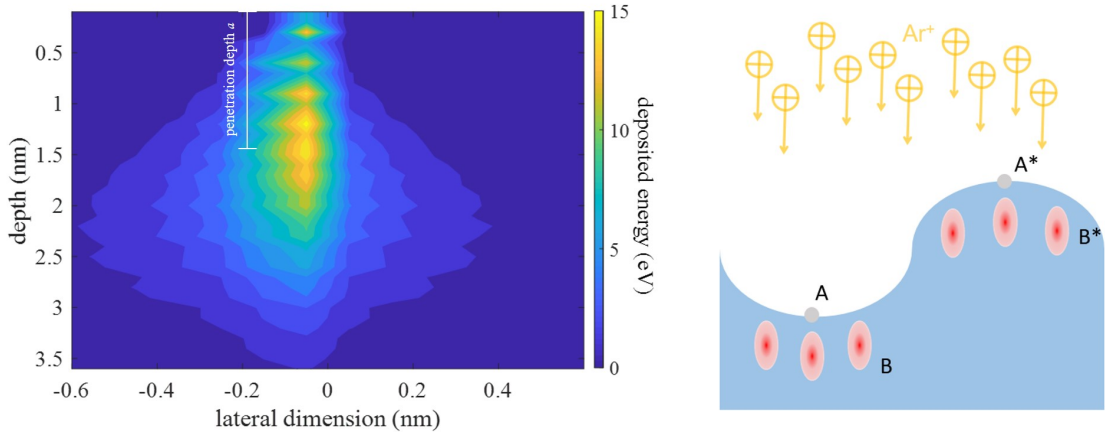 0.5
1
1.5
2
2.5
3
3.5
depth (nm)
-0.6
-0.4
-0.2
0
0.2
0.4
lateral dimension (nm)
penetration depth a
15
10
5
0
deposited energy (eV)
Ar⁺
A*
B*
A
B